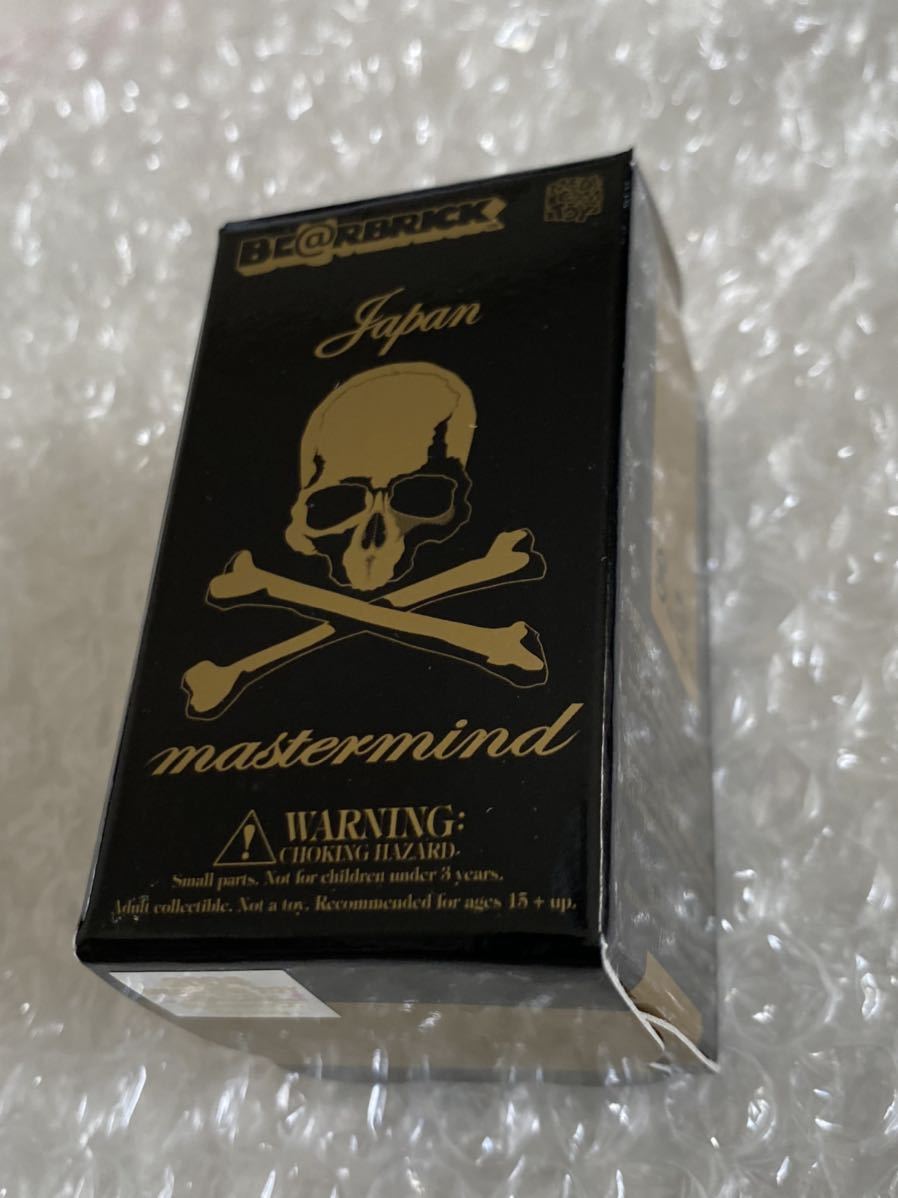 BE@RBRICK
Japan
mastermind
WARNING:
CHOKING HAZARD.
Small parts. Not for children under 3 years.
Adult collectible. Not a toy. Recommended for ages 15 + up.